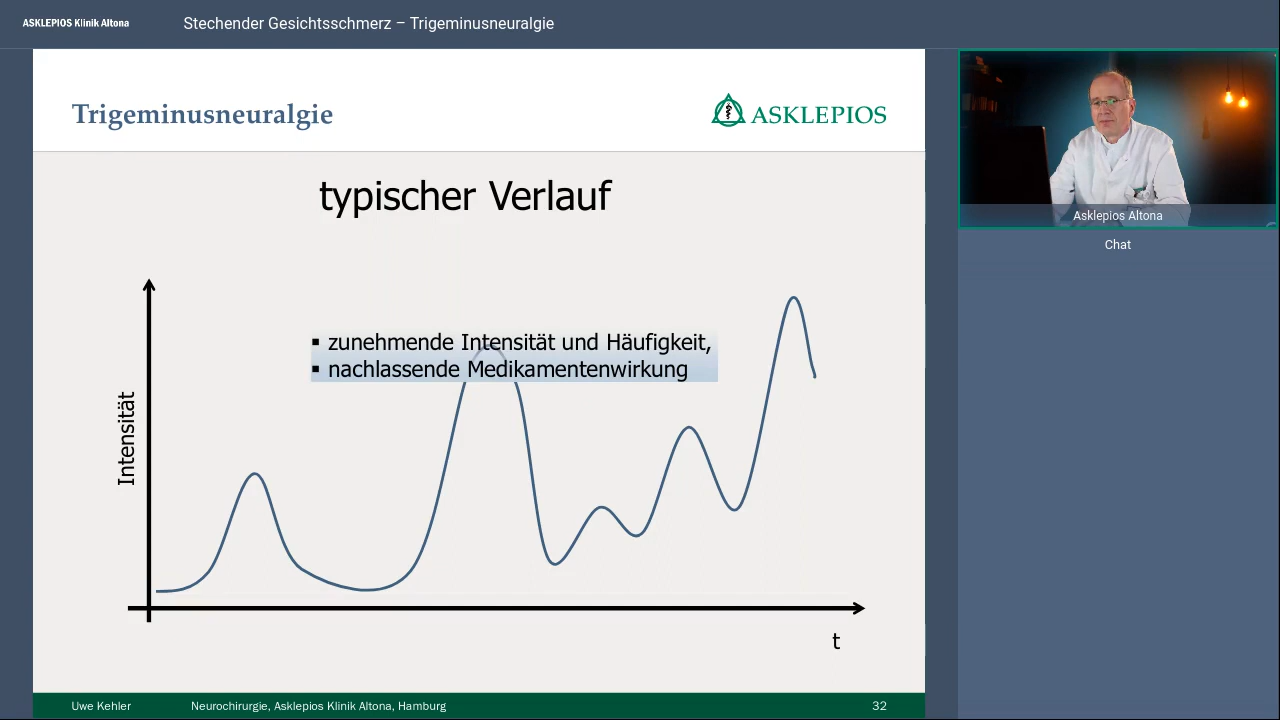 ASKLEPIOS Klinik Altona
Stechender Gesichtsschmerz – Trigeminusneuralgie
Trigeminusneuralgie
ASKLEPIOS
typischer Verlauf
▪ zunehmende Intensität und Häufigkeit,
▪ nachlassende Medikamentenwirkung
Intensität
t
Uwe Kehler
Neurochirurgie, Asklepios Klinik Altona, Hamburg
32
Asklepios Altona
Chat